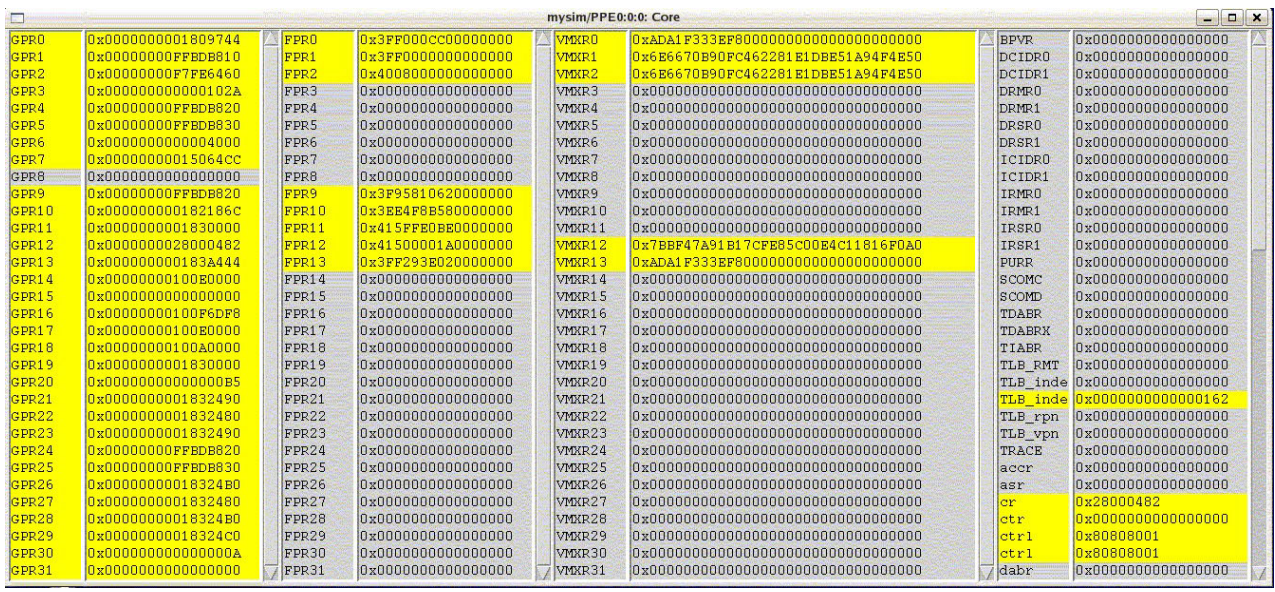 mysim/PPE0:0:0: Core
GPR0 0x0000000001809744 FPR0 0x3FF000CC00000000 VMXR0 0xADA1F333EF8000000000000000000000 BPVR 0x0000000000000000
GPR1 0x00000000FFBDB810 FPR1 0x3FF0000000000000 VMXR1 0x6E6670B90FC462281E1DBE51A94F4E50 DCIDR0 0x0000000000000000
GPR2 0x00000000F7FE6460 FPR2 0x4008000000000000 VMXR2 0x6E6670B90FC462281E1DBE51A94F4E50 DCIDR1 0x0000000000000000
GPR3 0x000000000000102A FPR3 0x0000000000000000 VMXR3 0x00000000000000000000000000000000 DRMR0 0x0000000000000000
GPR4 0x00000000FFBDB820 FPR4 0x0000000000000000 VMXR4 0x00000000000000000000000000000000 DRMR1 0x0000000000000000
GPR5 0x00000000FFBDB830 FPR5 0x0000000000000000 VMXR5 0x00000000000000000000000000000000 DRSR0 0x0000000000000000
GPR6 0x0000000000004000 FPR6 0x0000000000000000 VMXR6 0x00000000000000000000000000000000 DRSR1 0x0000000000000000
GPR7 0x00000000015064CC FPR7 0x0000000000000000 VMXR7 0x00000000000000000000000000000000 ICIDR0 0x0000000000000000
GPR8 0x0000000000000000 FPR8 0x0000000000000000 VMXR8 0x00000000000000000000000000000000 ICIDR1 0x0000000000000000
GPR9 0x00000000FFBDB820 FPR9 0x3F95810620000000 VMXR9 0x00000000000000000000000000000000 IRMR0 0x0000000000000000
GPR10 0x000000000182186C FPR10 0x3EE4F8B580000000 VMXR10 0x00000000000000000000000000000000 IRMR1 0x0000000000000000
GPR11 0x0000000001830000 FPR11 0x415FFE0BE0000000 VMXR11 0x00000000000000000000000000000000 IRSR0 0x0000000000000000
GPR12 0x0000000028000482 FPR12 0x41500001A0000000 VMXR12 0x7BBF47A91B17CFE85C00E4C11816F0A0 IRSR1 0x0000000000000000
GPR13 0x000000000183A444 FPR13 0x3FF293E020000000 VMXR13 0xADA1F333EF8000000000000000000000 PURR 0x0000000000000000
GPR14 0x00000000100E0000 FPR14 0x0000000000000000 VMXR14 0x00000000000000000000000000000000 SCOMC 0x0000000000000000
GPR15 0x0000000000000000 FPR15 0x0000000000000000 VMXR15 0x00000000000000000000000000000000 SCOMD 0x0000000000000000
GPR16 0x00000000100F6DF8 FPR16 0x0000000000000000 VMXR16 0x00000000000000000000000000000000 TDABR 0x0000000000000000
GPR17 0x00000000100E0000 FPR17 0x0000000000000000 VMXR17 0x00000000000000000000000000000000 TDABRX 0x0000000000000000
GPR18 0x00000000100A0000 FPR18 0x0000000000000000 VMXR18 0x00000000000000000000000000000000 TIABR 0x0000000000000000
GPR19 0x0000000001830000 FPR19 0x0000000000000000 VMXR19 0x00000000000000000000000000000000 TLB_RMT 0x0000000000000000
GPR20 0x00000000000000B5 FPR20 0x0000000000000000 VMXR20 0x00000000000000000000000000000000 TLB_inde 0x0000000000000000
GPR21 0x0000000001832490 FPR21 0x0000000000000000 VMXR21 0x00000000000000000000000000000000 TLB_inde 0x0000000000000162
GPR22 0x0000000001832480 FPR22 0x0000000000000000 VMXR22 0x00000000000000000000000000000000 TLB_rpn 0x0000000000000000
GPR23 0x0000000001832490 FPR23 0x0000000000000000 VMXR23 0x00000000000000000000000000000000 TLB_vpn 0x0000000000000000
GPR24 0x00000000FFBDB820 FPR24 0x0000000000000000 VMXR24 0x00000000000000000000000000000000 TRACE 0x0000000000000000
GPR25 0x00000000FFBDB830 FPR25 0x0000000000000000 VMXR25 0x00000000000000000000000000000000 accr 0x0000000000000000
GPR26 0x00000000018324B0 FPR26 0x0000000000000000 VMXR26 0x00000000000000000000000000000000 asr 0x0000000000000000
GPR27 0x0000000001832480 FPR27 0x0000000000000000 VMXR27 0x00000000000000000000000000000000 cr 0x28000482
GPR28 0x00000000018324B0 FPR28 0x0000000000000000 VMXR28 0x00000000000000000000000000000000 ctr 0x0000000000000000
GPR29 0x00000000018324C0 FPR29 0x0000000000000000 VMXR29 0x00000000000000000000000000000000 ctrl 0x80808001
GPR30 0x000000000000000A FPR30 0x0000000000000000 VMXR30 0x00000000000000000000000000000000 ctrl 0x80808001
GPR31 0x0000000000000000 FPR31 0x0000000000000000 VMXR31 0x00000000000000000000000000000000 dabr 0x0000000000000000